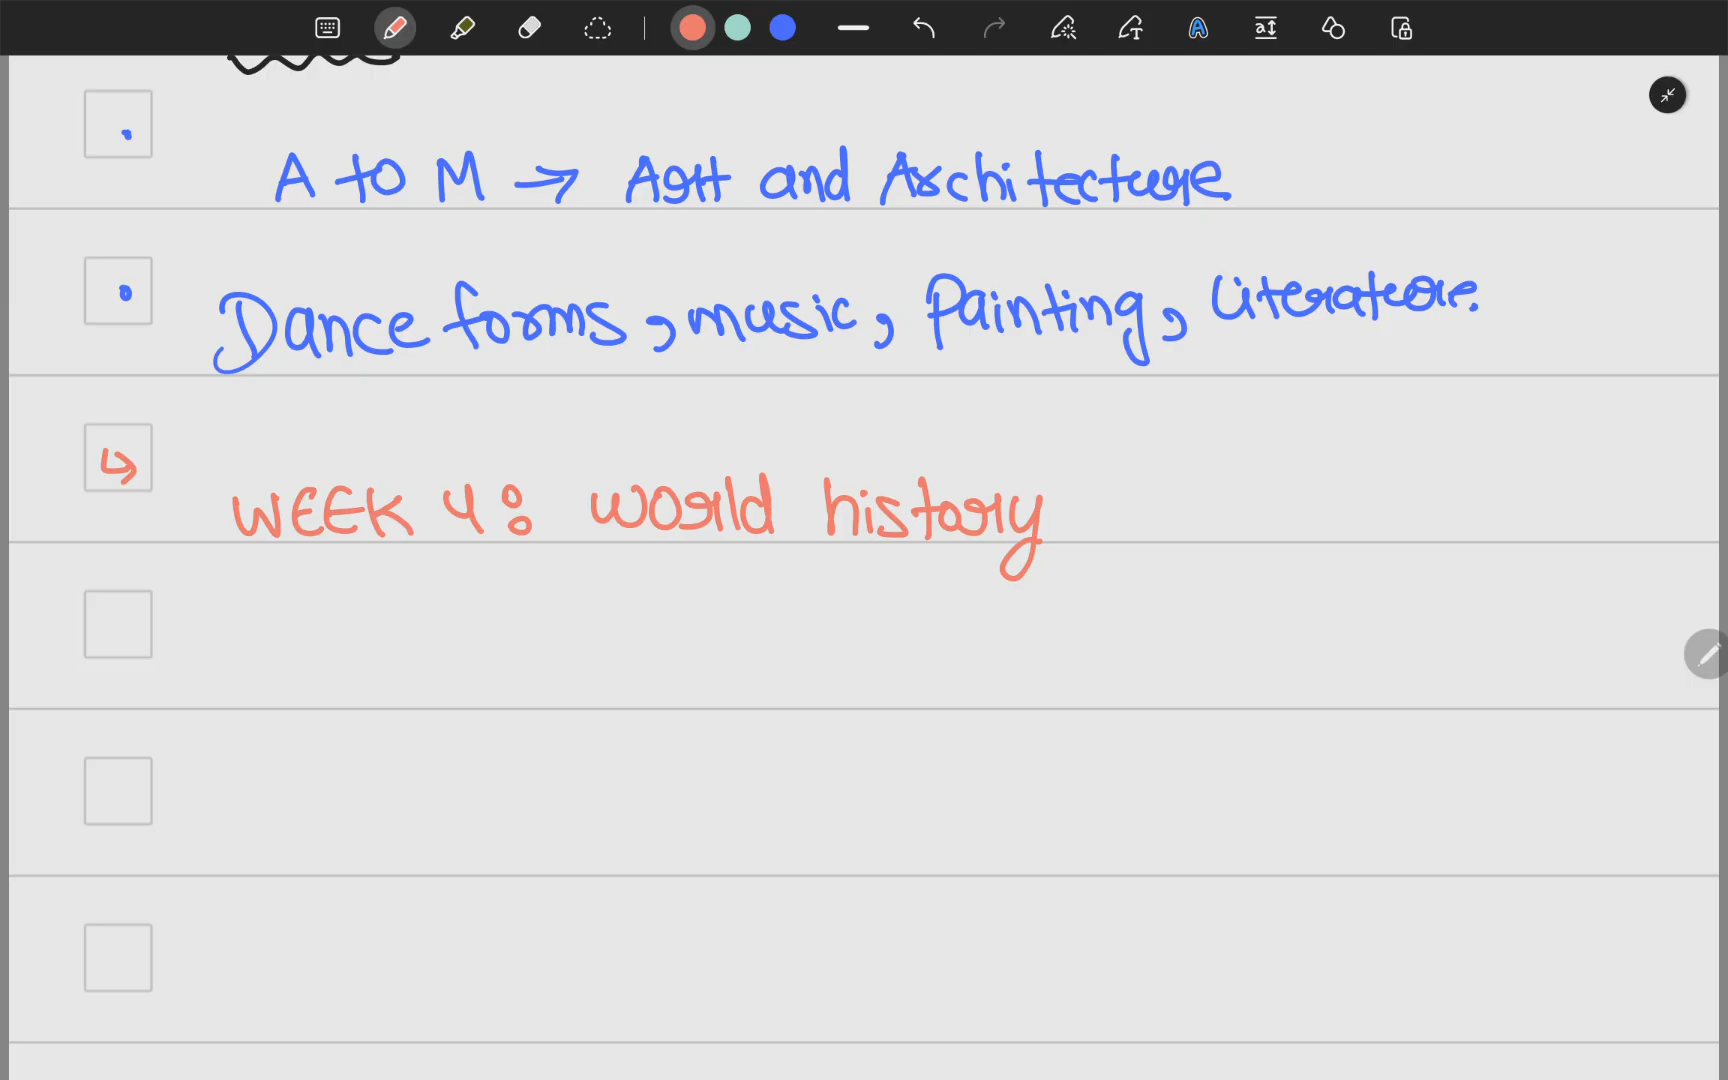 A to M → Art and Architecture
Dance forms, music, Painting, Literature.
↳ WEEK 4: world history